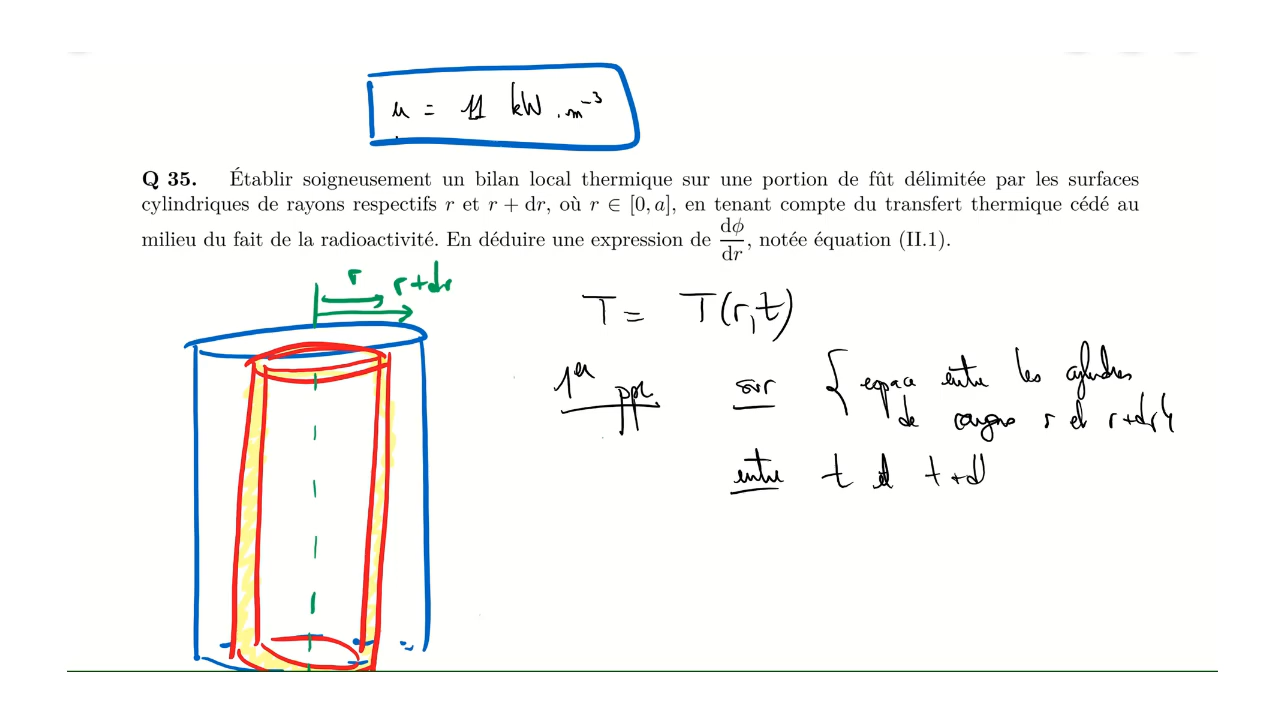 u = 11 kW.m⁻³
Q 35. Établir soigneusement un bilan local thermique sur une portion de fût délimitée par les surfaces
cylindriques de rayons respectifs r et r + dr, où r ∈ [0, a], en tenant compte du transfert thermique cédé au
milieu du fait de la radioactivité. En déduire une expression de dϕ/dr, notée équation (II.1).
r
r+dr
T = T(r,t)
1er ppe sur { espace entre les cylindres
de rayons r et r+dr }
entre t et t+d